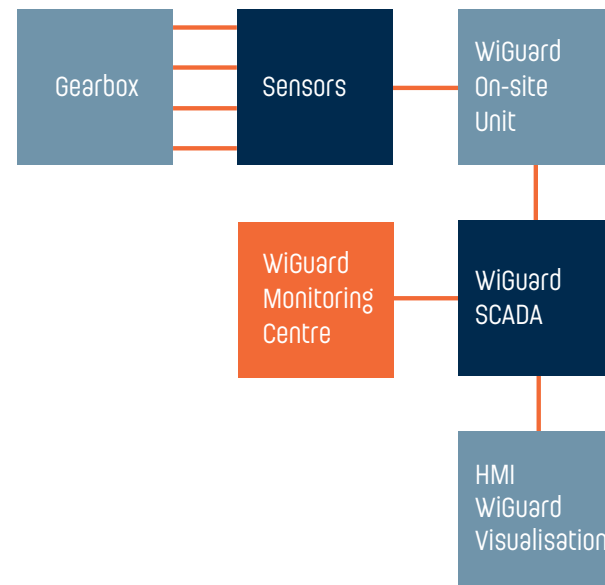 Gearbox
Sensors
WiGuard
On-site
Unit
WiGuard
Monitoring
Centre
WiGuard
SCADA
HMI
WiGuard
Visualisation